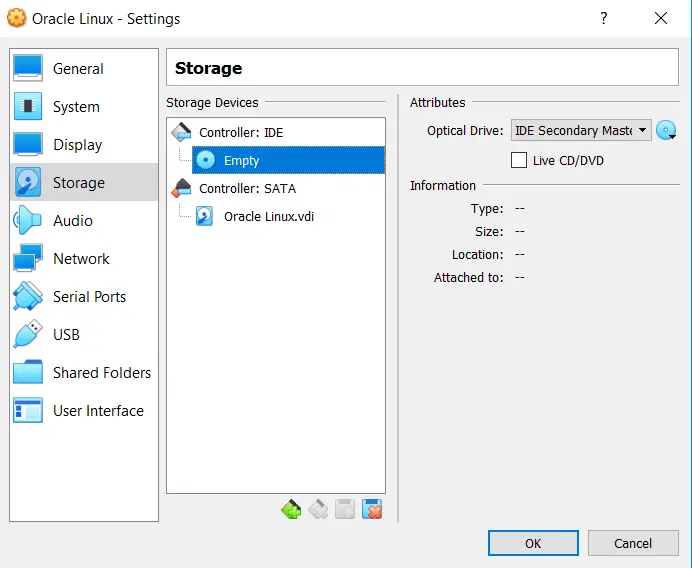 Oracle Linux - Settings
?
General
System
Display
Storage
Audio
Network
Serial Ports
USB
Shared Folders
User Interface
Storage
Storage Devices
Controller: IDE
Empty
Controller: SATA
Oracle Linux.vdi
Attributes
Optical Drive: IDE Secondary Maste
Live CD/DVD
Information
Type: --
Size: --
Location: --
Attached to: --
OK
Cancel